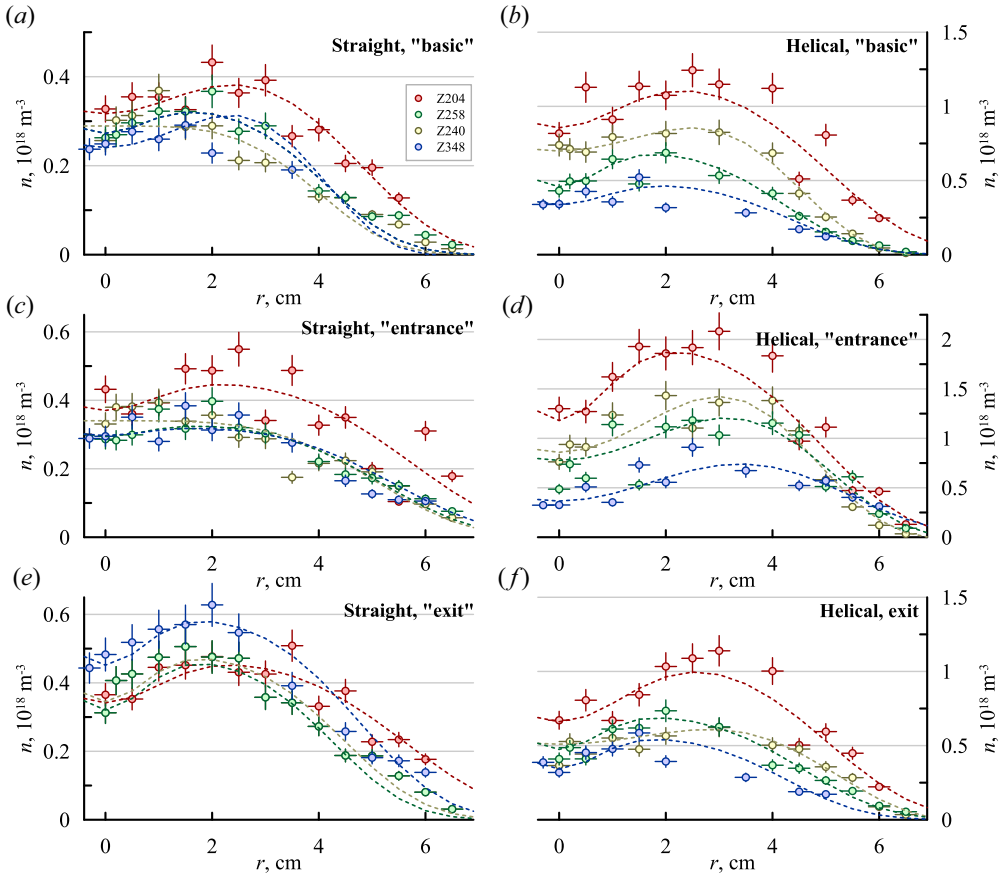 (a)
Straight, "basic"
0.4
0.2
0
n, 10^18 m^-3
Z204
Z258
Z240
Z348
0 2 4 6
r, cm
(b)
Helical, "basic"
1.5
1
0.5
0
n, 10^18 m^-3
0 2 4 6
r, cm
(c)
Straight, "entrance"
0.6
0.4
0.2
0
n, 10^18 m^-3
0 2 4 6
r, cm
(d)
Helical, "entrance"
2
1.5
1
0.5
0
n, 10^18 m^-3
0 2 4 6
r, cm
(e)
Straight, "exit"
0.6
0.4
0.2
0
n, 10^18 m^-3
0 2 4 6
r, cm
(f)
Helical, exit
1.5
1
0.5
0
n, 10^18 m^-3
0 2 4 6
r, cm